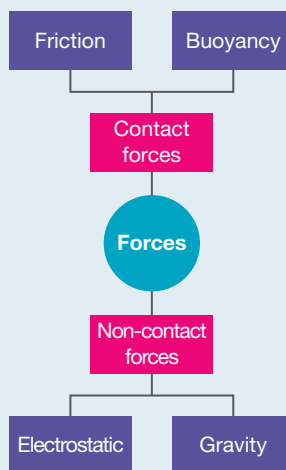 Friction
Buoyancy
Contact
forces
Forces
Non-contact
forces
Electrostatic
Gravity